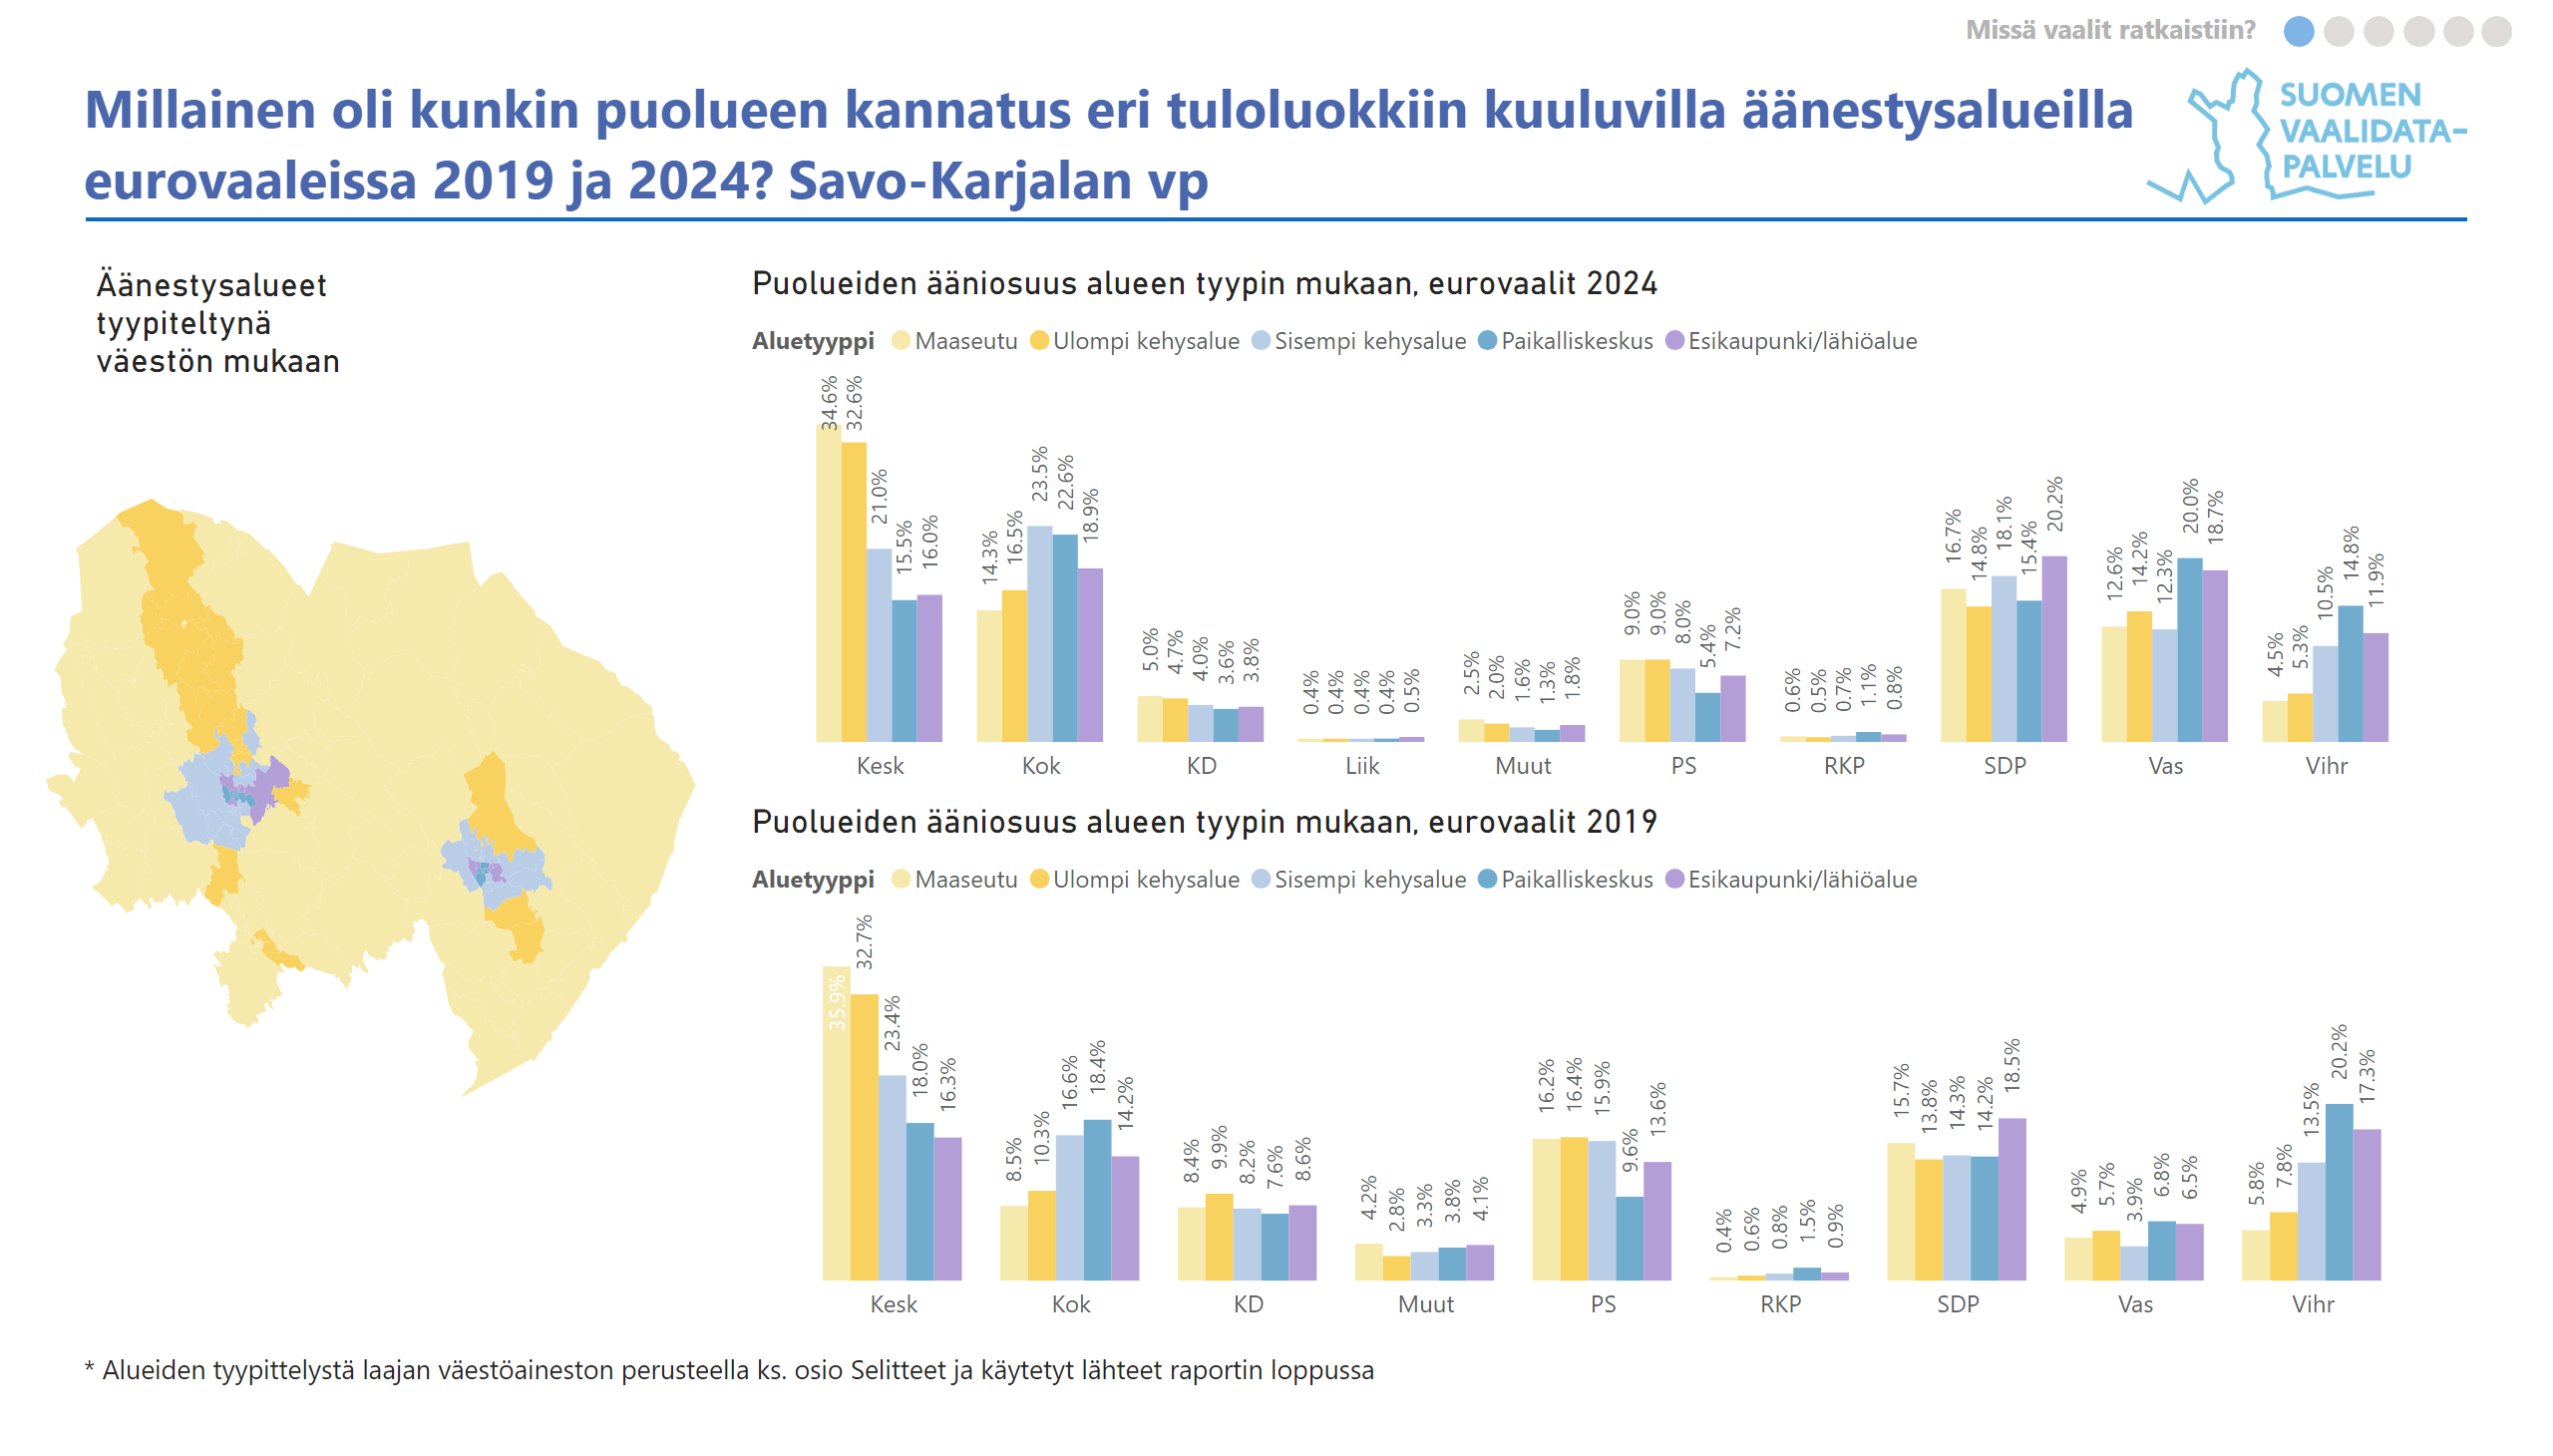 Missä vaalit ratkaistiin?
Millainen oli kunkin puolueen kannatus eri tuloluokkiin kuuluvilla äänestysalueilla
eurovaaleissa 2019 ja 2024? Savo-Karjalan vp
SUOMEN
VAALIDATA-
PALVELU
Äänestysalueet
tyypiteltynä
väestön mukaan
Puolueiden ääniosuus alueen tyypin mukaan, eurovaalit 2024
Aluetyyppi Maaseutu Ulompi kehysalue Sisempi kehysalue Paikalliskeskus Esikaupunki/lähiöalue
34.6% 32.6% 21.0% 15.5% 16.0%
14.3% 16.5% 23.5% 22.6% 18.9%
5.0% 4.7% 4.0% 3.6% 3.8%
0.4% 0.4% 0.4% 0.4% 0.5%
2.5% 2.0% 1.6% 1.3% 1.8%
9.0% 9.0% 8.0% 5.4% 7.2%
0.6% 0.5% 0.7% 1.1% 0.8%
16.7% 14.8% 18.1% 15.4% 20.2%
12.6% 14.2% 12.3% 20.0% 18.7%
4.5% 5.3% 10.5% 14.8% 11.9%
Kesk Kok KD Liik Muut PS RKP SDP Vas Vihr
Puolueiden ääniosuus alueen tyypin mukaan, eurovaalit 2019
Aluetyyppi Maaseutu Ulompi kehysalue Sisempi kehysalue Paikalliskeskus Esikaupunki/lähiöalue
35.9% 32.7% 23.4% 18.0% 16.3%
8.5% 10.3% 16.6% 18.4% 14.2%
8.4% 9.9% 8.2% 7.6% 8.6%
4.2% 2.8% 3.3% 3.8% 4.1%
16.2% 16.4% 15.9% 9.6% 13.6%
0.4% 0.6% 0.8% 1.5% 0.9%
15.7% 13.8% 14.3% 14.2% 18.5%
4.9% 5.7% 3.9% 6.8% 6.5%
5.8% 7.8% 13.5% 20.2% 17.3%
Kesk Kok KD Muut PS RKP SDP Vas Vihr
* Alueiden tyypittelystä laajan väestöaineston perusteella ks. osio Selitteet ja käytetyt lähteet raportin loppussa